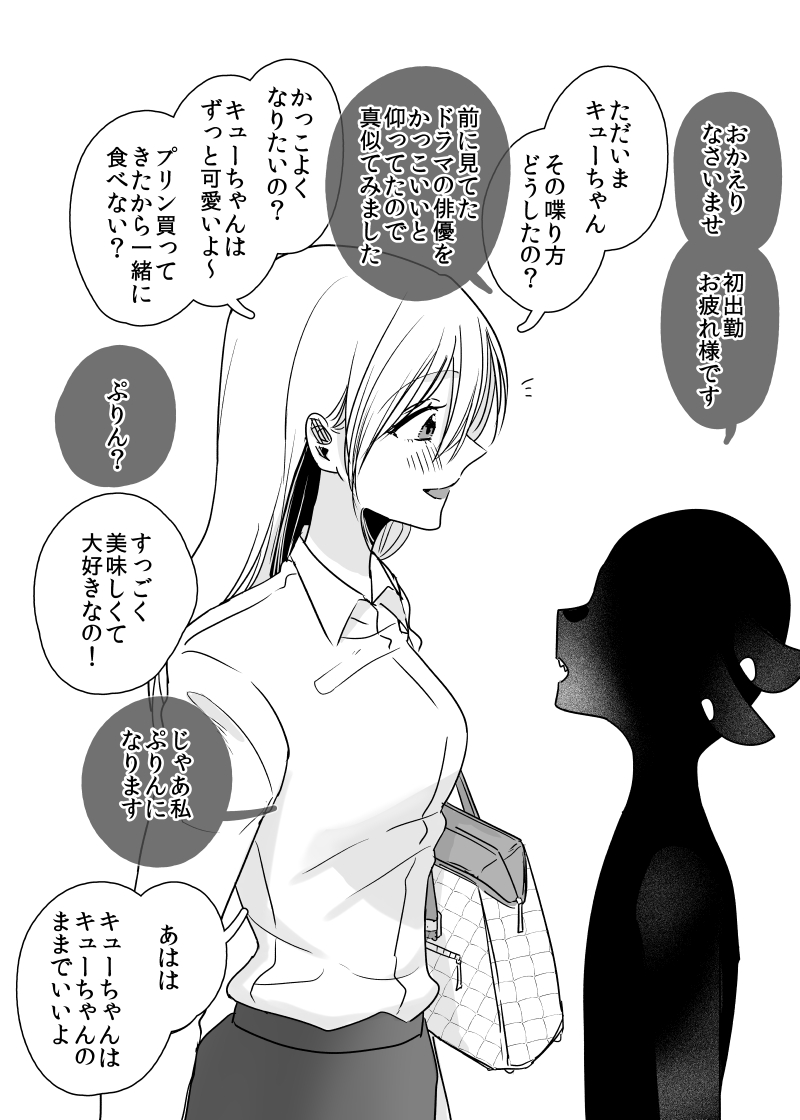 おかえり
なさいませ
初出勤
お疲れ様です
ただいま
キューちゃん
その喋り方
どうしたの？
前に見てた
ドラマの俳優を
かっこいいと
仰ってたので
真似てみました
かっこよく
なりたいの？
キューちゃんは
ずっと可愛いよ～
プリン買って
きたから一緒に
食べない？
ぷりん？
すっごく
美味しくて
大好きなの！
じゃあ私
ぷりんに
なります
あはは
キューちゃんは
キューちゃんの
ままでいいよ